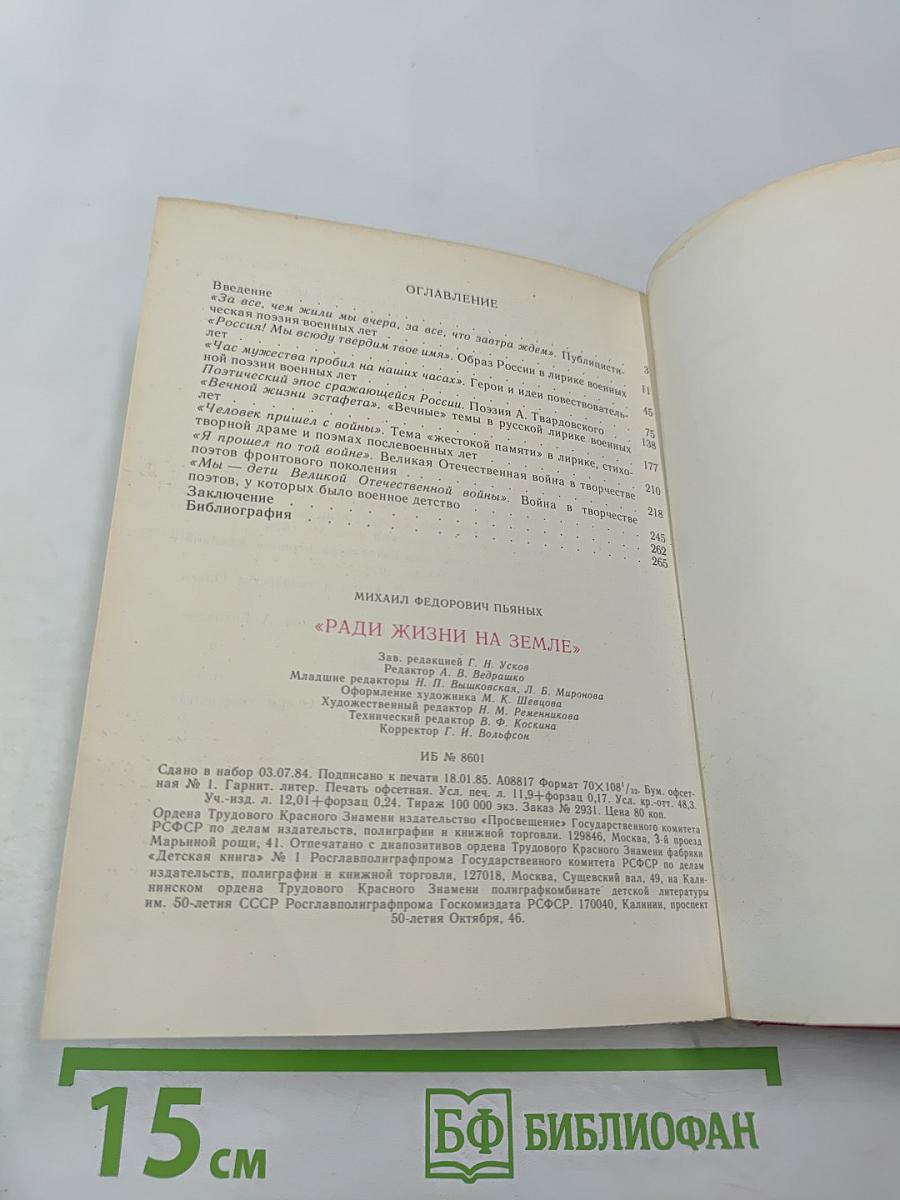 ОГЛАВЛЕНИЕ
Введение . . . . . . . . . . . . . . . . 3
«За все, чем жили мы вчера, за все, что завтра ждем». Публицисти-
ческая поэзия военных лет . . . . . . . . . . 11
«Россия! Мы всюду твердим твое имя». Образ России в лирике военных
лет . . . . . . . . . . . . . . . . 45
«Час мужества пробил на наших часах». Герои и идеи повествователь-
ной поэзии военных лет . . . . . . . . . . 75
Поэтический эпос сражающейся России. Поэзия А. Твардовского . . 138
«Вечной жизни эстафета». «Вечные» темы в русской лирике военных
лет . . . . . . . . . . . . . . . . 177
«Человек пришел с войны». Тема «жестокой памяти» в лирике, стихо-
творной драме и поэмах послевоенных лет . . . . . . 210
«Я прошел по той войне». Великая Отечественная война в творчестве
поэтов фронтового поколения . . . . . . . . . 218
«Мы — дети Великой Отечественной войны». Война в творчестве
поэтов, у которых было военное детство . . . . . . . 245
Заключение . . . . . . . . . . . . . . . 262
Библиография . . . . . . . . . . . . . . 265
МИХАИЛ ФЕДОРОВИЧ ПЬЯНЫХ
«РАДИ ЖИЗНИ НА ЗЕМЛЕ»
Зав. редакцией Г. Н. Усков
Редактор А. В. Ведрашко
Младшие редакторы Н. П. Вышковская, Л. Б. Миронова
Оформление художника М. К. Шевцова
Художественный редактор Н. М. Ременникова
Технический редактор В. Ф. Коскина
Корректор Г. И. Вольфсон
ИБ № 8601
Сдано в набор 03.07.84. Подписано к печати 18.01.85. А08817 Формат 70×108¹/₃₂. Бум. офсет-
ная № 1. Гарнит. литер. Печать офсетная. Усл. печ. л. 11,9+форзац 0,17. Усл. кр.-отт. 48,3.
Уч.-изд. л. 12,01+форзац 0,24. Тираж 100 000 экз. Заказ № 2931. Цена 80 коп.
Ордена Трудового Красного Знамени издательство «Просвещение» Государственного комитета
РСФСР по делам издательств, полиграфии и книжной торговли. 129846, Москва, 3-й проезд
Марьиной рощи, 41. Отпечатано с диапозитивов ордена Трудового Красного Знамени фабрики
«Детская книга» № 1 Росглавполиграфпрома Государственного комитета РСФСР по делам
издательств, полиграфии и книжной торговли, 127018, Москва, Сущевский вал, 49, на Кали-
нинском ордена Трудового Красного Знамени полиграфкомбинате детской литературы
им. 50-летия СССР Росглавполиграфпрома Госкомиздата РСФСР. 170040, Калинин, проспект
50-летия Октября, 46.
15 см
БФ БИБЛИОФАН